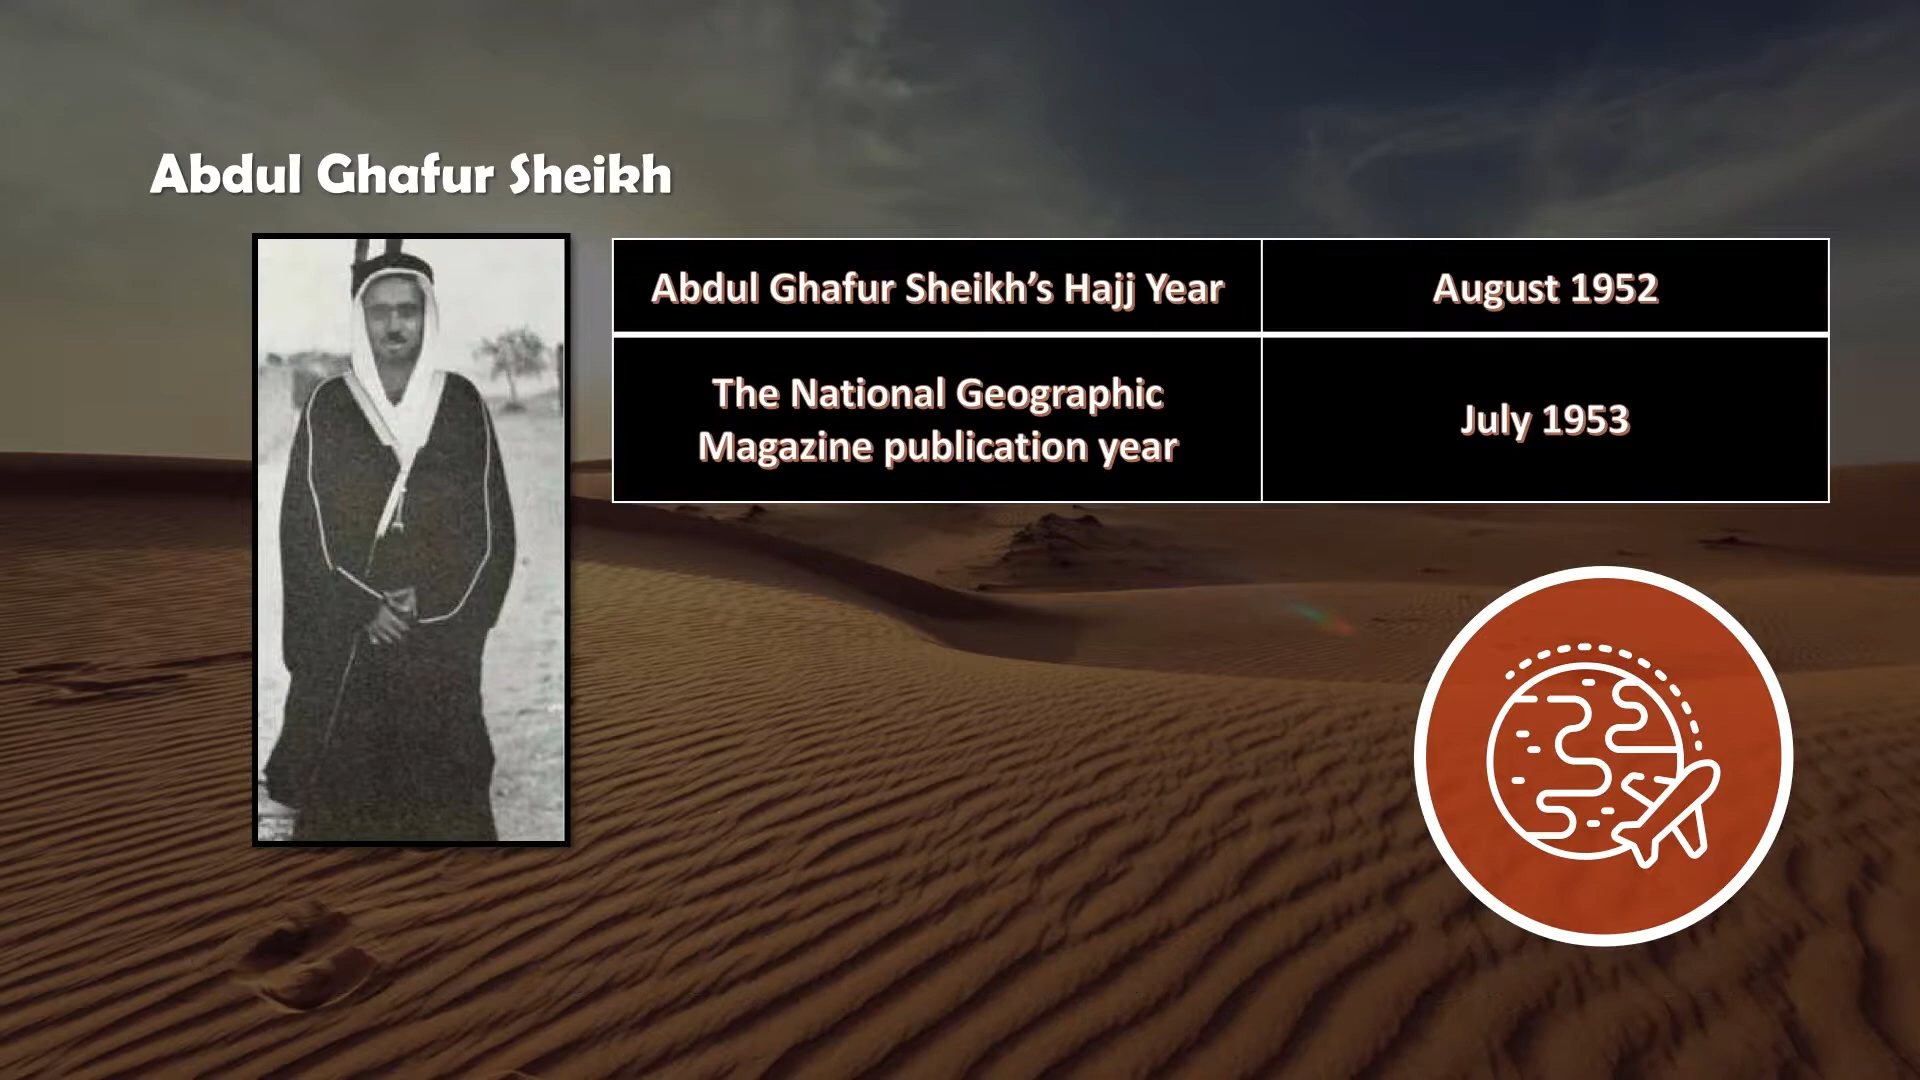 Abdul Ghafur Sheikh
Abdul Ghafur Sheikh’s Hajj Year
August 1952
The National Geographic
Magazine publication year
July 1953